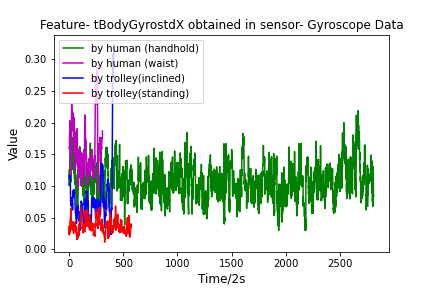 Feature- tBodyGyrostdX obtained in sensor- Gyroscope Data
by human (handhold)
by human (waist)
by trolley(inclined)
by trolley(standing)
Value
0.30
0.25
0.20
0.15
0.10
0.05
0.00
0 500 1000 1500 2000 2500
Time/2s